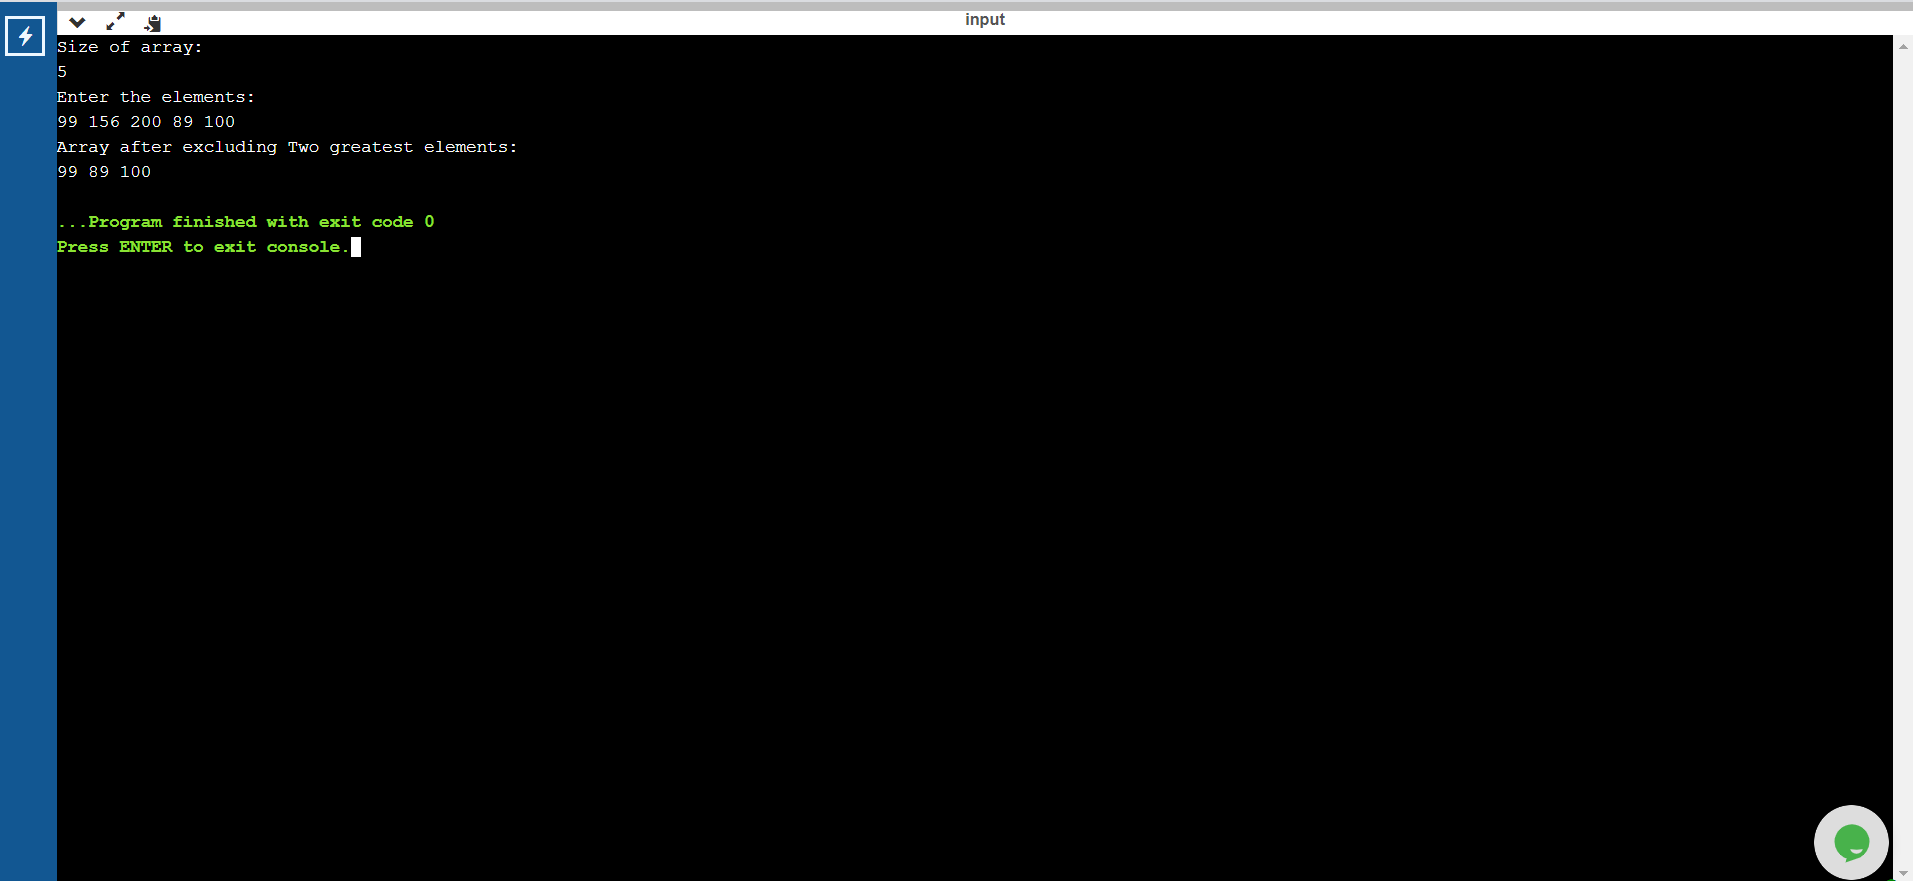 input
Size of array:
5
Enter the elements:
99 156 200 89 100
Array after excluding Two greatest elements:
99 89 100
...Program finished with exit code 0
Press ENTER to exit console.